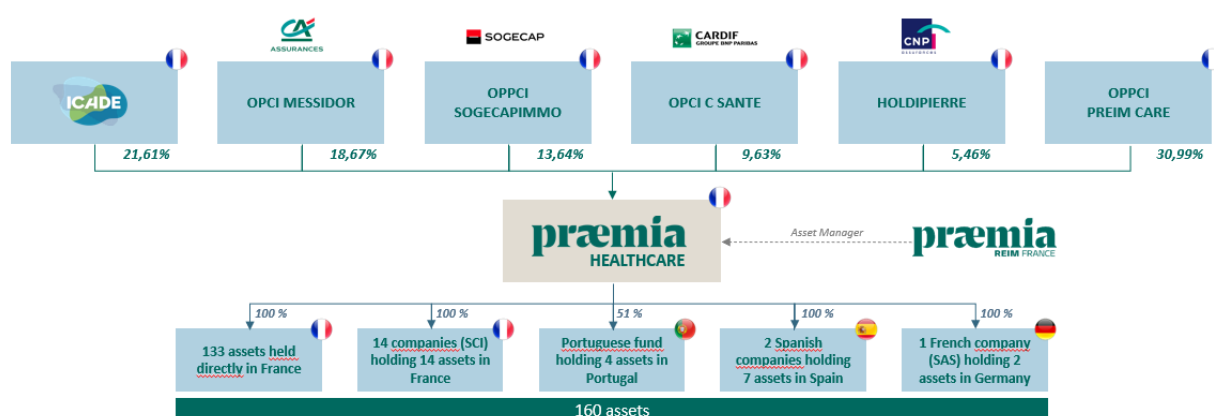 CA
ASSURANCES
SOGECAP
CARDIF
GROUPE BNP PARIBAS
CNP
ASSURANCES
ICADE
OPCI MESSIDOR
OPPCI
SOGECAPIMMO
OPCI C SANTE
HOLDIPIERRE
OPPCI
PREIM CARE
21,61%
18,67%
13,64%
9,63%
5,46%
30,99%
præmia
HEALTHCARE
Asset Manager
præmia
REIM FRANCE
100 %
100 %
51 %
100 %
100 %
133 assets held
directly in France
14 companies (SCI)
holding 14 assets in
France
Portuguese fund
holding 4 assets in
Portugal
2 Spanish
companies holding
7 assets in Spain
1 French company
(SAS) holding 2
assets in Germany
160 assets